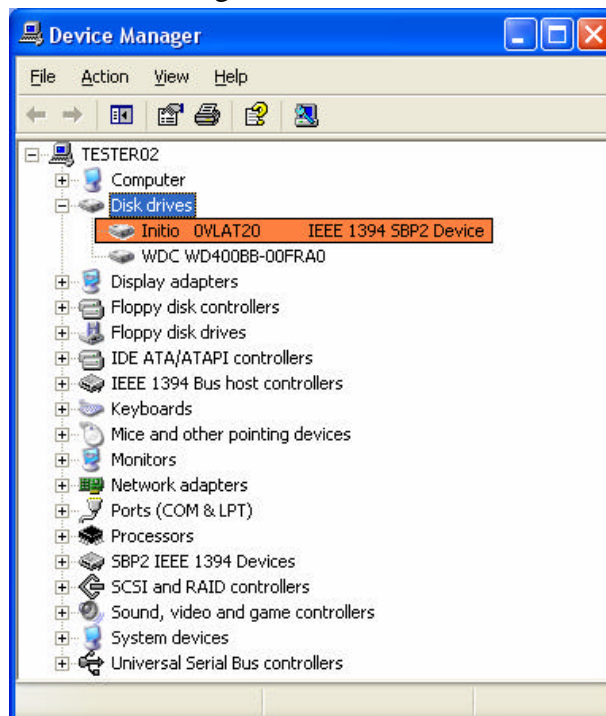 Device Manager
File Action View Help
TESTER02
Computer
Disk drives
Initio 0VLAT20 IEEE 1394 SBP2 Device
WDC WD400BB-00FRA0
Display adapters
Floppy disk controllers
Floppy disk drives
IDE ATA/ATAPI controllers
IEEE 1394 Bus host controllers
Keyboards
Mice and other pointing devices
Monitors
Network adapters
Ports (COM & LPT)
Processors
SBP2 IEEE 1394 Devices
SCSI and RAID controllers
Sound, video and game controllers
System devices
Universal Serial Bus controllers